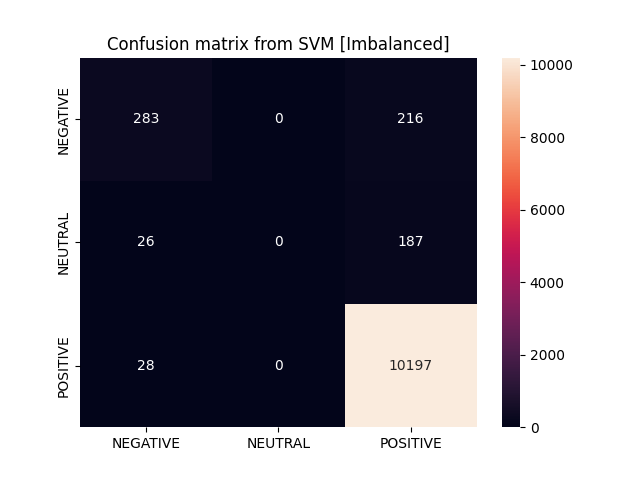 Confusion matrix from SVM [Imbalanced]
NEGATIVE
283
0
216
NEUTRAL
26
0
187
POSITIVE
28
0
10197
NEGATIVE
NEUTRAL
POSITIVE
10000
8000
6000
4000
2000
0